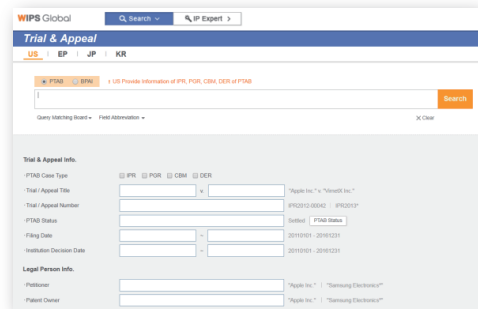 WIPS Global Search IP Expert >
Trial & Appeal
US EP JP KR
PTAB BPAI US Provide Information of IPR, PGR, CBM, DER of PTAB
Search
Query Matching Board Field Abbreviation X Clear
Trial & Appeal Info.
PTAB Case Type IPR PGR CBM DER
Trial / Appeal Title v. "Apple Inc." v. "VirnetX Inc."
Trial / Appeal Number IPR2012-00042 | IPR2013*
PTAB Status Settled PTAB Status
Filing Date ~ 20110101 - 20161231
Institution Decision Date ~ 20110101 - 20161231
Legal Person Info.
Petitioner "Apple Inc." | "Samsung Electronics*"
Patent Owner "Apple Inc." | "Samsung Electronics*"